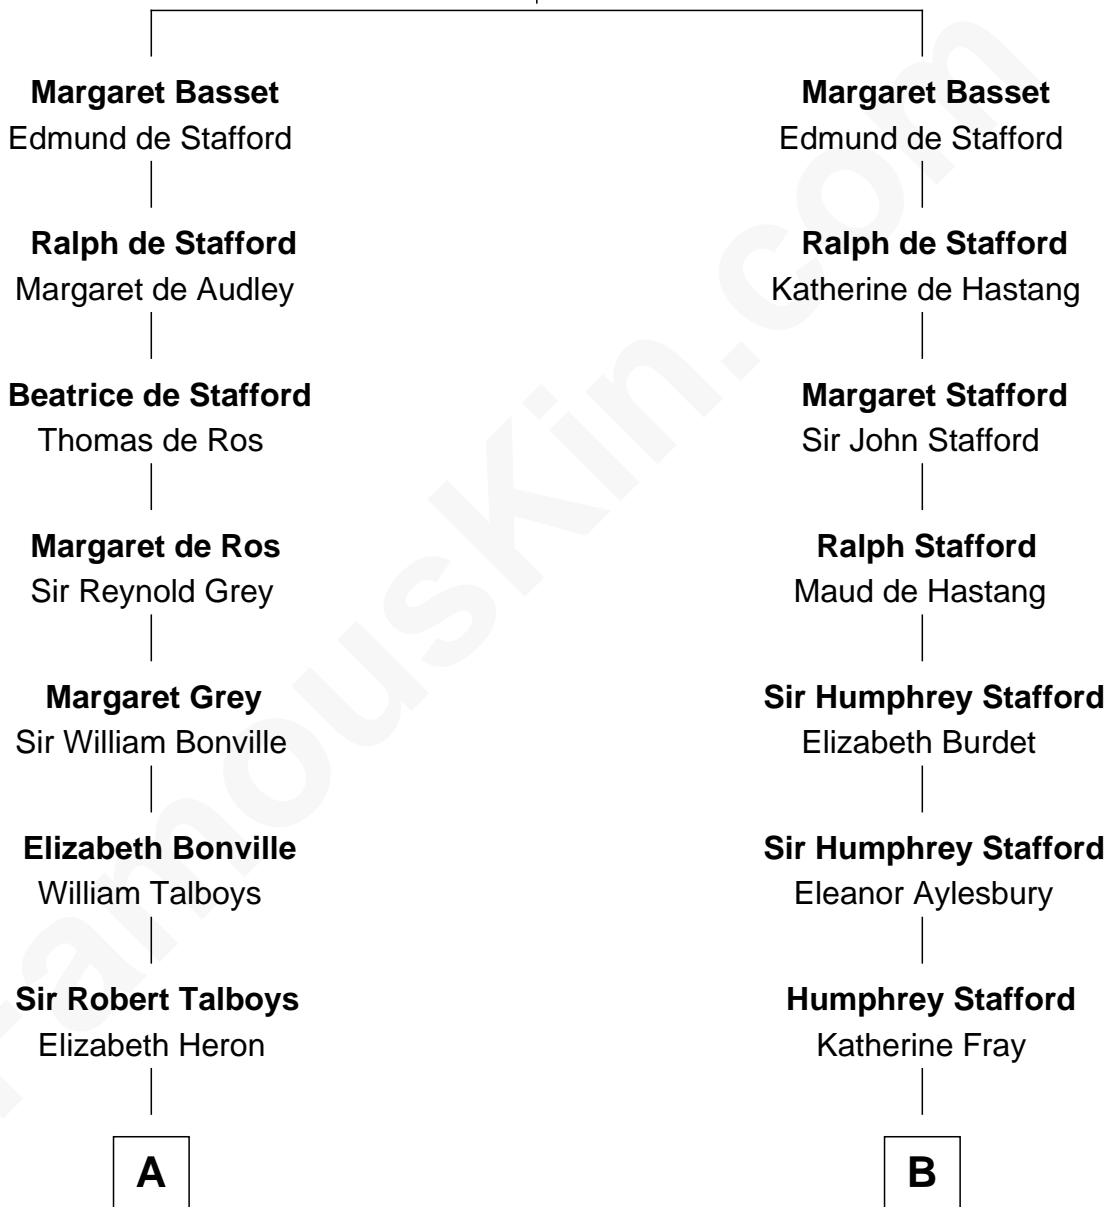 Margaret Basset
Edmund de Stafford
Ralph de Stafford
Margaret de Audley
Beatrice de Stafford
Thomas de Ros
Margaret de Ros
Sir Reynold Grey
Margaret Grey
Sir William Bonville
Elizabeth Bonville
William Talboys
Sir Robert Talboys
Elizabeth Heron
A
Margaret Basset
Edmund de Stafford
Ralph de Stafford
Katherine de Hastang
Margaret Stafford
Sir John Stafford
Ralph Stafford
Maud de Hastang
Sir Humphrey Stafford
Elizabeth Burdet
Sir Humphrey Stafford
Eleanor Aylesbury
Humphrey Stafford
Katherine Fray
B
FamousKin.com